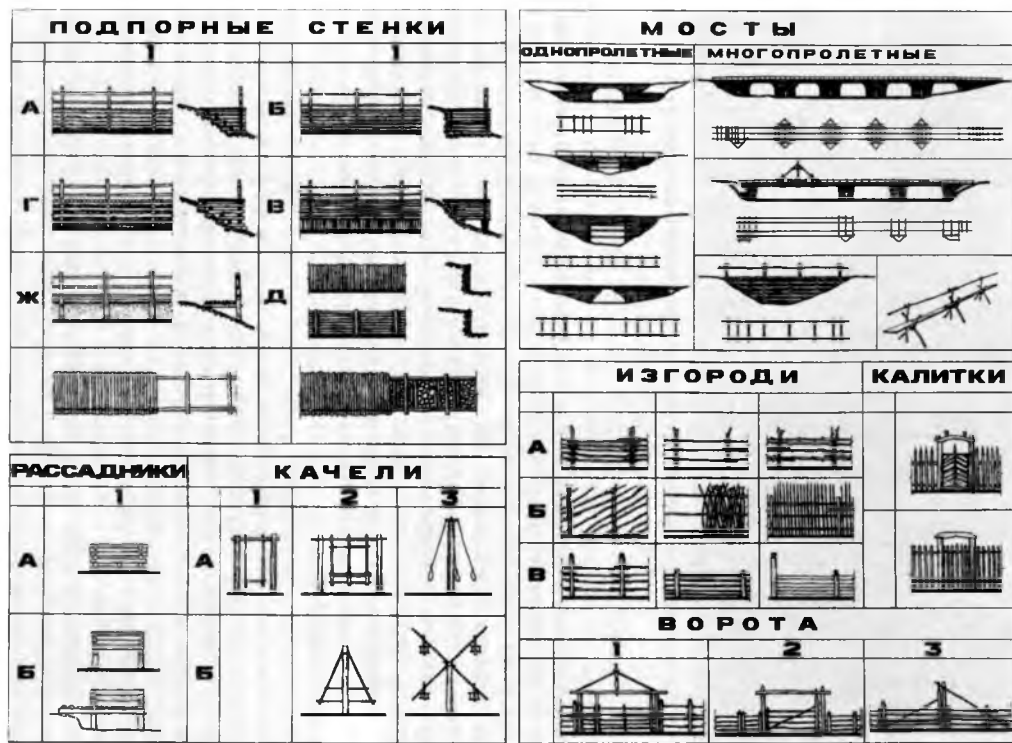 ПОДПОРНЫЕ СТЕНКИ
1 1
А Б
Г В
Ж Д
РАССАДНИКИ
1
А
Б
КАЧЕЛИ
1 2 3
А
Б
МОСТЫ
ОДНОПРОЛЕТНЫЕ МНОГОПРОЛЕТНЫЕ
ИЗГОРОДИ КАЛИТКИ
А
Б
В
ВОРОТА
1 2 3